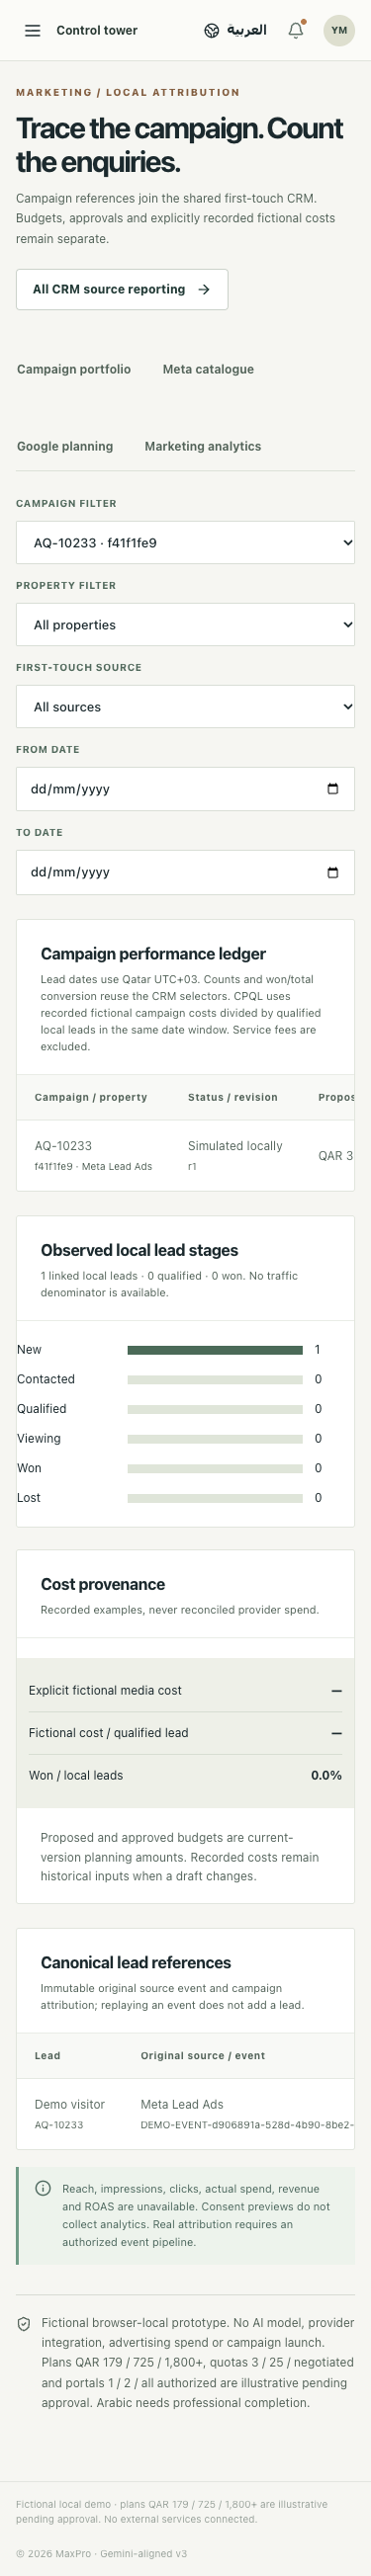 Control tower
العربية
YM
MARKETING / LOCAL ATTRIBUTION
Trace the campaign. Count
the enquiries.
Campaign references join the shared first-touch CRM.
Budgets, approvals and explicitly recorded fictional costs
remain separate.
All CRM source reporting
Campaign portfolio
Meta catalogue
Google planning
Marketing analytics
CAMPAIGN FILTER
AQ-10233 · f41f1fe9
PROPERTY FILTER
All properties
FIRST-TOUCH SOURCE
All sources
FROM DATE
dd/mm/yyyy
TO DATE
dd/mm/yyyy
Campaign performance ledger
Lead dates use Qatar UTC+03. Counts and won/total
conversion reuse the CRM selectors. CPQL uses
recorded fictional campaign costs divided by qualified
local leads in the same date window. Service fees are
excluded.
Campaign / property Status / revision Propos
AQ-10233 Simulated locally QAR 3
f41f1fe9 · Meta Lead Ads r1
Observed local lead stages
1 linked local leads · 0 qualified · 0 won. No traffic
denominator is available.
New 1
Contacted 0
Qualified 0
Viewing 0
Won 0
Lost 0
Cost provenance
Recorded examples, never reconciled provider spend.
Explicit fictional media cost —
Fictional cost / qualified lead —
Won / local leads 0.0%
Proposed and approved budgets are current-
version planning amounts. Recorded costs remain
historical inputs when a draft changes.
Canonical lead references
Immutable original source event and campaign
attribution; replaying an event does not add a lead.
Lead Original source / event
Demo visitor Meta Lead Ads
AQ-10233 DEMO-EVENT-d906891a-528d-4b90-8be2-
Reach, impressions, clicks, actual spend, revenue
and ROAS are unavailable. Consent previews do not
collect analytics. Real attribution requires an
authorized event pipeline.
Fictional browser-local prototype. No AI model, provider
integration, advertising spend or campaign launch.
Plans QAR 179 / 725 / 1,800+, quotas 3 / 25 / negotiated
and portals 1 / 2 / all authorized are illustrative pending
approval. Arabic needs professional completion.
Fictional local demo · plans QAR 179 / 725 / 1,800+ are illustrative
pending approval. No external services connected.
© 2026 MaxPro · Gemini-aligned v3